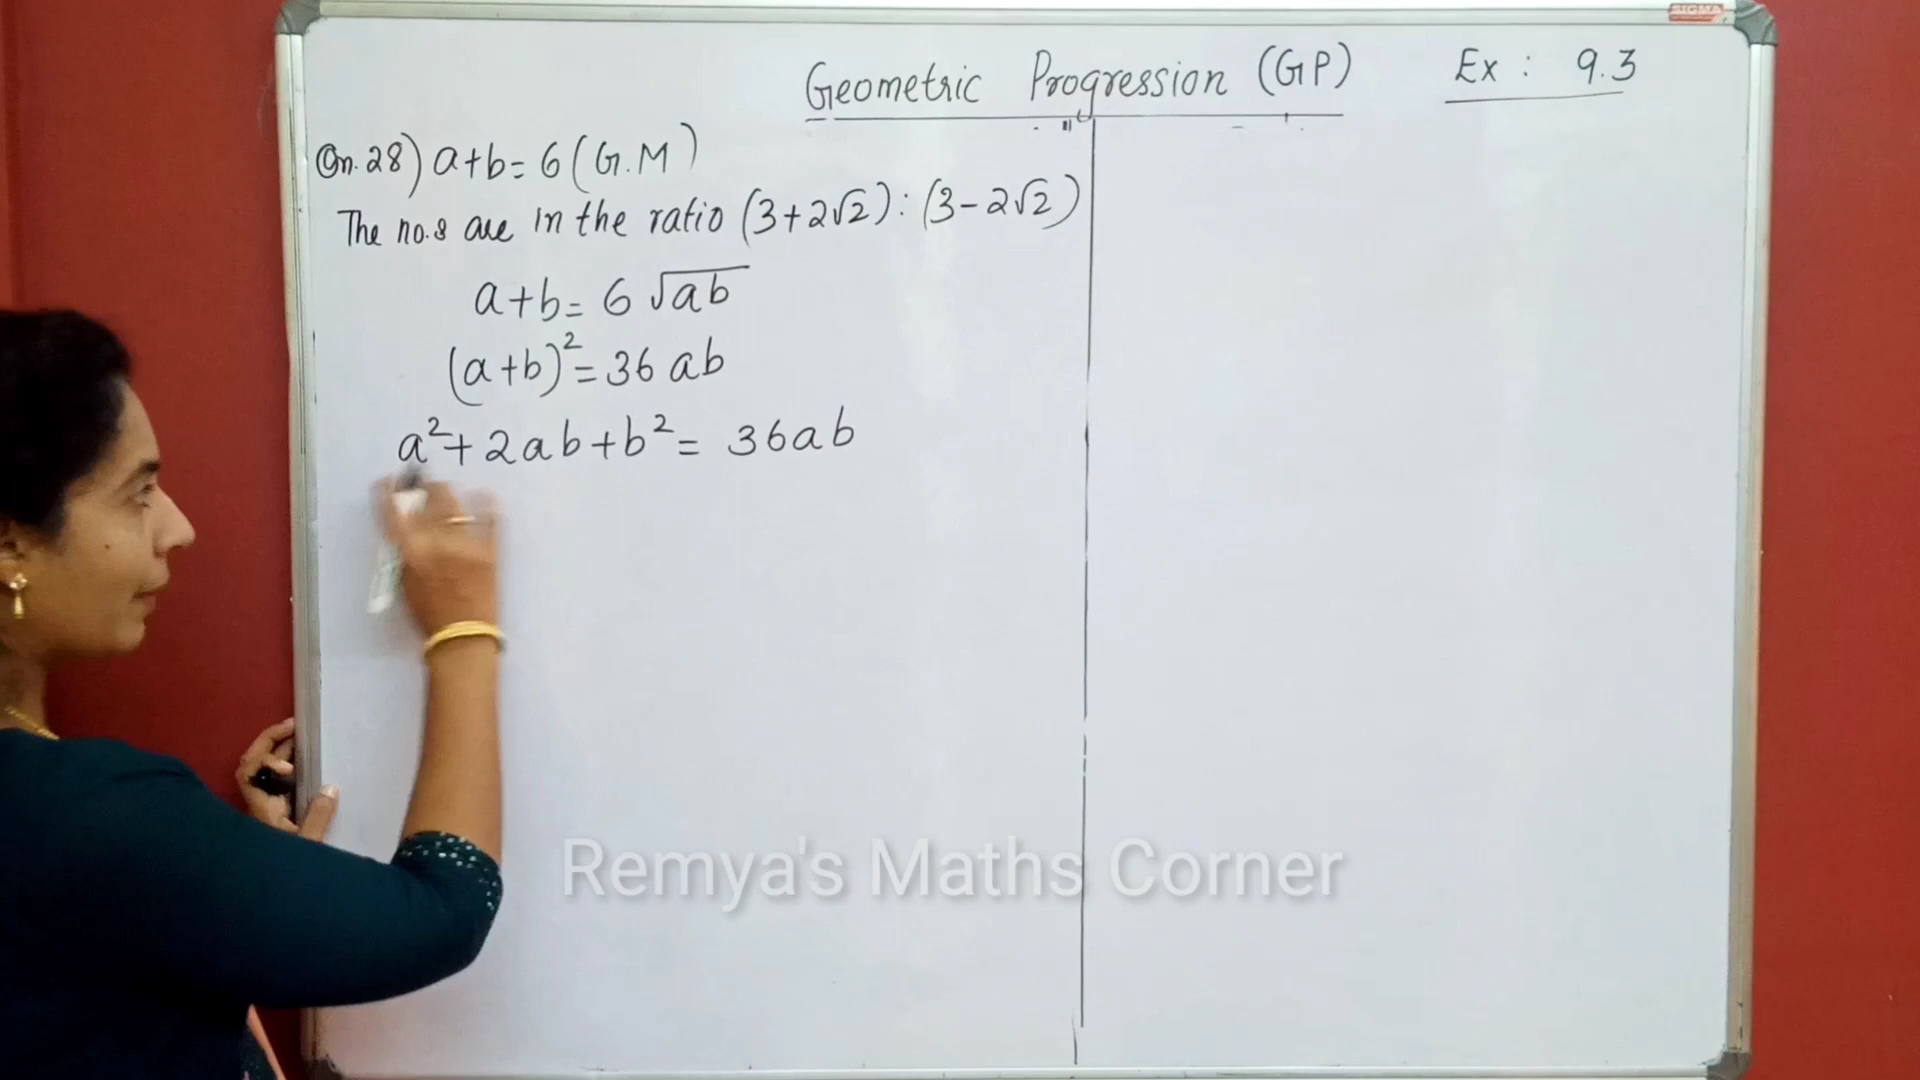 SIGMA
Geometric Progression (GP)
Ex : 9.3
Qn. 28) a+b = 6 (G.M)
The no.s are in the ratio (3+2√2) : (3-2√2)
a+b = 6 √ab
(a+b)² = 36 ab
a² + 2ab + b² = 36ab
Remya's Maths Corner